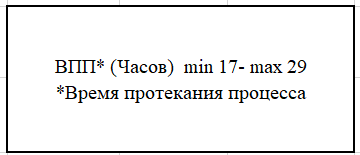 ВПП* (Часов)  min 17- max 29
*Время протекания процесса